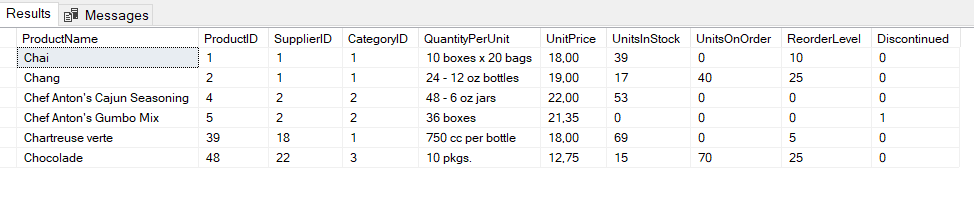 Results Messages
ProductName ProductID SupplierID CategoryID QuantityPerUnit UnitPrice UnitsInStock UnitsOnOrder ReorderLevel Discontinued
Chai 1 1 1 10 boxes x 20 bags 18,00 39 0 10 0
Chang 2 1 1 24 - 12 oz bottles 19,00 17 40 25 0
Chef Anton's Cajun Seasoning 4 2 2 48 - 6 oz jars 22,00 53 0 0 0
Chef Anton's Gumbo Mix 5 2 2 36 boxes 21,35 0 0 0 1
Chartreuse verte 39 18 1 750 cc per bottle 18,00 69 0 5 0
Chocolade 48 22 3 10 pkgs. 12,75 15 70 25 0